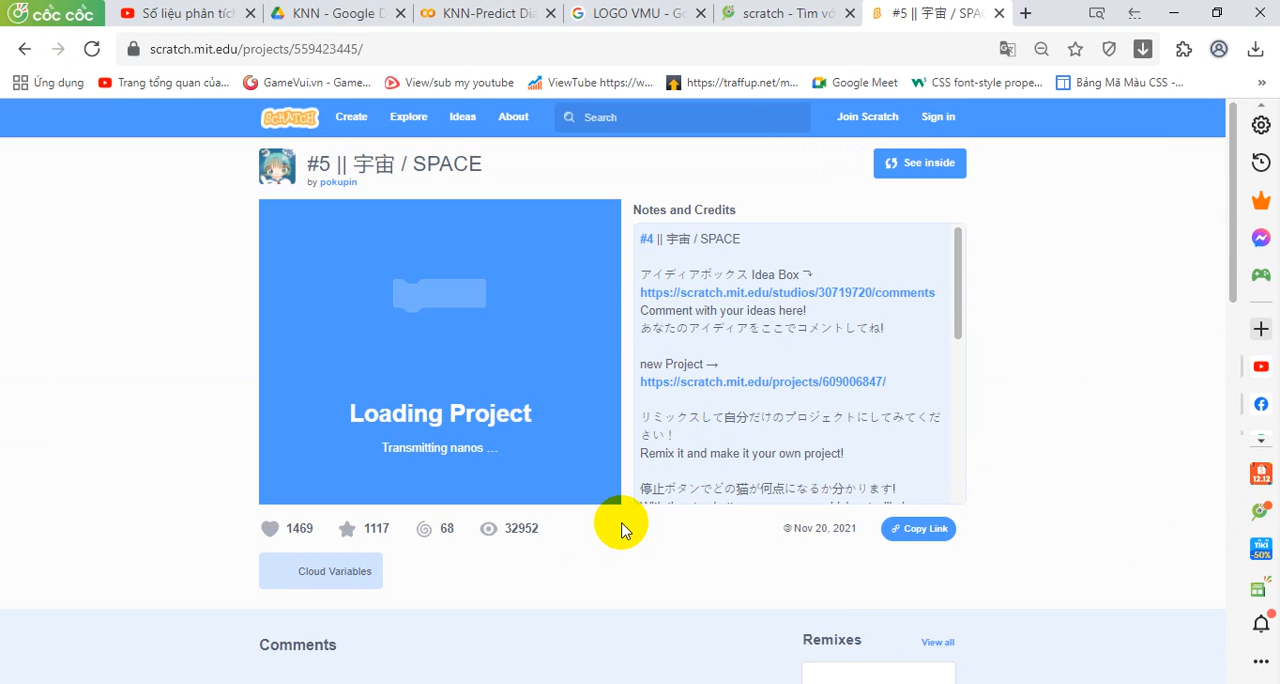 cốc cốc
Số liệu phân tích
KNN - Google D
KNN-Predict Dia
LOGO VMU - Go
scratch - Tìm vớ
#5 || 宇宙 / SPAC
scratch.mit.edu/projects/559423445/
Ứng dụng
Trang tổng quan của...
GameVui.vn - Game...
View/sub my youtube
ViewTube https://w...
https://traffup.net/m...
Google Meet
CSS font-style prope...
Bảng Mã Màu CSS -...
SCRATCH
Create
Explore
Ideas
About
Search
Join Scratch
Sign in
#5 || 宇宙 / SPACE
by pokupin
See inside
Loading Project
Transmitting nanos ...
Notes and Credits
#4 || 宇宙 / SPACE
アイディアボックス Idea Box ⤵
https://scratch.mit.edu/studios/30719720/comments
Comment with your ideas here!
あなたのアイディアをここでコメントしてね!
new Project →
https://scratch.mit.edu/projects/609006847/
リミックスして自分だけのプロジェクトにしてみてくだ
さい！
Remix it and make it your own project!
停止ボタンでどの猫が何点になるか分かります!
1469
1117
68
32952
© Nov 20, 2021
Copy Link
Cloud Variables
Comments
Remixes
View all
12.12
TIKI
-50%